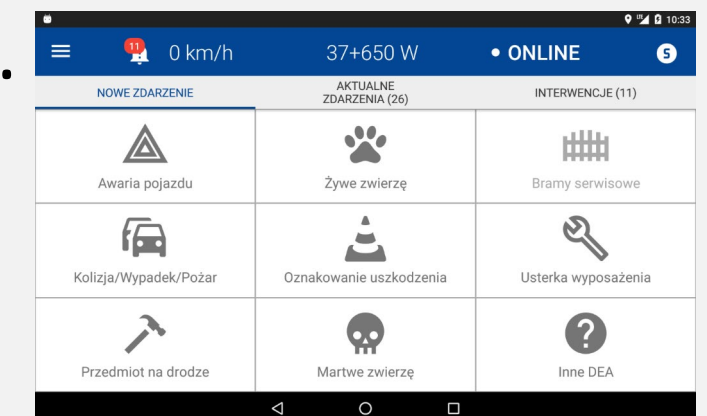 10:33
11
0 km/h
37+650 W
• ONLINE
S
NOWE ZDARZENIE
AKTUALNE
ZDARZENIA (26)
INTERWENCJE (11)
Awaria pojazdu
Żywe zwierzę
Bramy serwisowe
Kolizja/Wypadek/Pożar
Oznakowanie uszkodzenia
Usterka wyposażenia
Przedmiot na drodze
Martwe zwierzę
?
Inne DEA